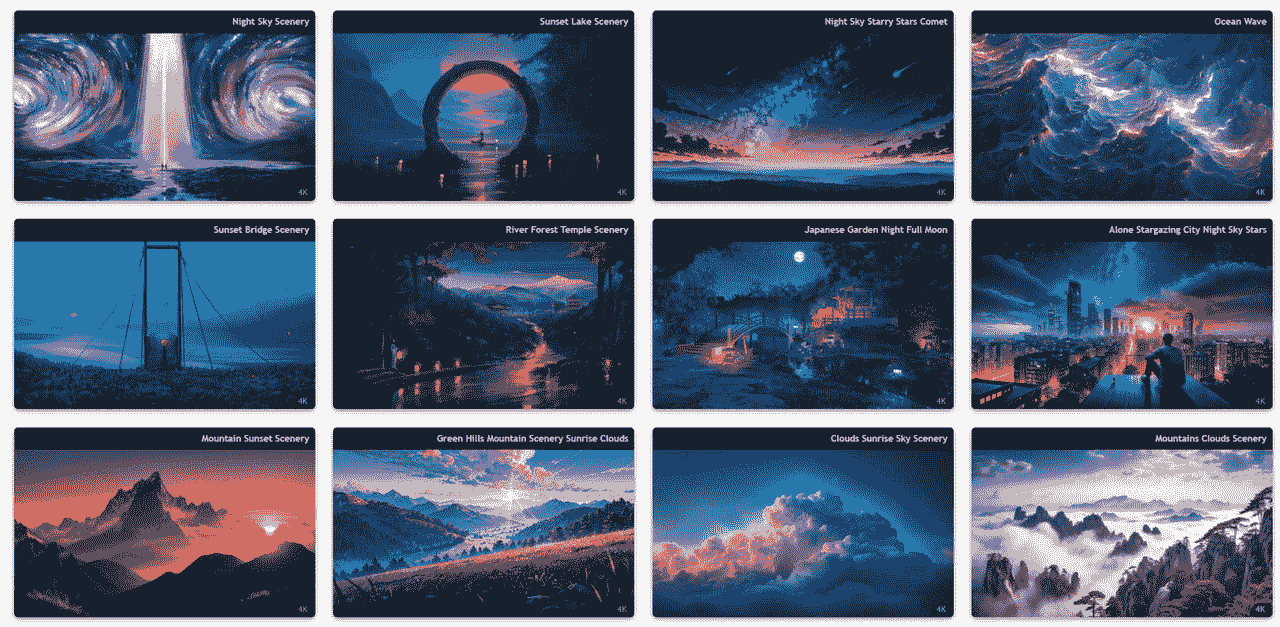 Night Sky Scenery
4K
Sunset Lake Scenery
Night Sky Starry Stars Comet
4K
Ocean Wave
4K
Sunset Bridge Scenery
4K
River Forest Temple Scenery
4K
Japanese Garden Night Full Moon
4K
Alone Stargazing City Night Sky Stars
4K
Mountain Sunset Scenery
4K
Green Hills Mountain Scenery Sunrise Clouds
4K
Clouds Sunrise Sky Scenery
4K
Mountains Clouds Scenery
4K